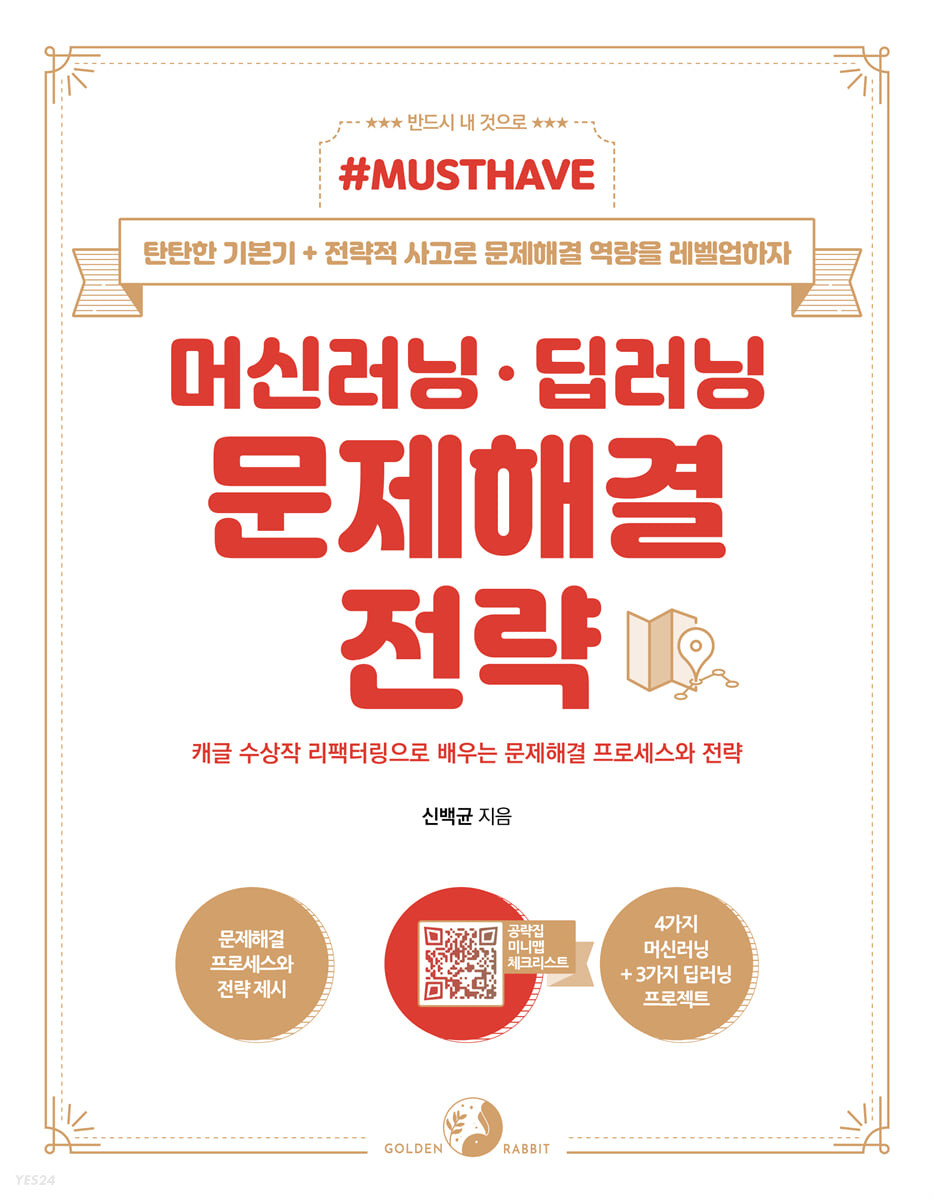 ★★★ 반드시 내 것으로 ★★★
#MUSTHAVE
탄탄한 기본기 + 전략적 사고로 문제해결 역량을 레벨업하자
머신러닝·딥러닝
문제해결
전략
캐글 수상작 리팩터링으로 배우는 문제해결 프로세스와 전략
신백균 지음
문제해결
프로세스와
전략 제시
공략집
미니맵
체크리스트
4가지
머신러닝
+ 3가지 딥러닝
프로젝트
GOLDEN RABBIT
YES24